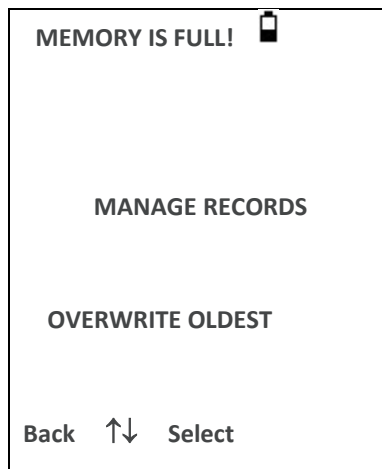 MEMORY IS FULL!
MANAGE RECORDS
OVERWRITE OLDEST
Back ↑↓ Select